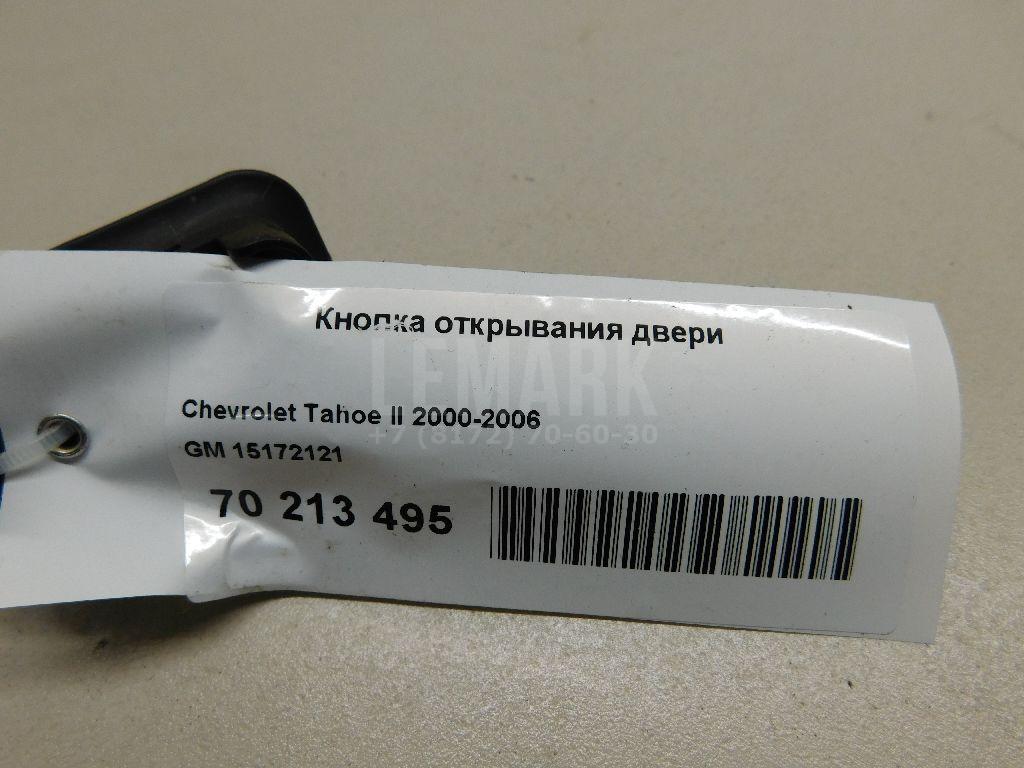 Кнопка открывания двери
LEMARK
Chevrolet Tahoe II 2000-2006
+7 (8172) 70-60-30
GM 15172121
70 213 495